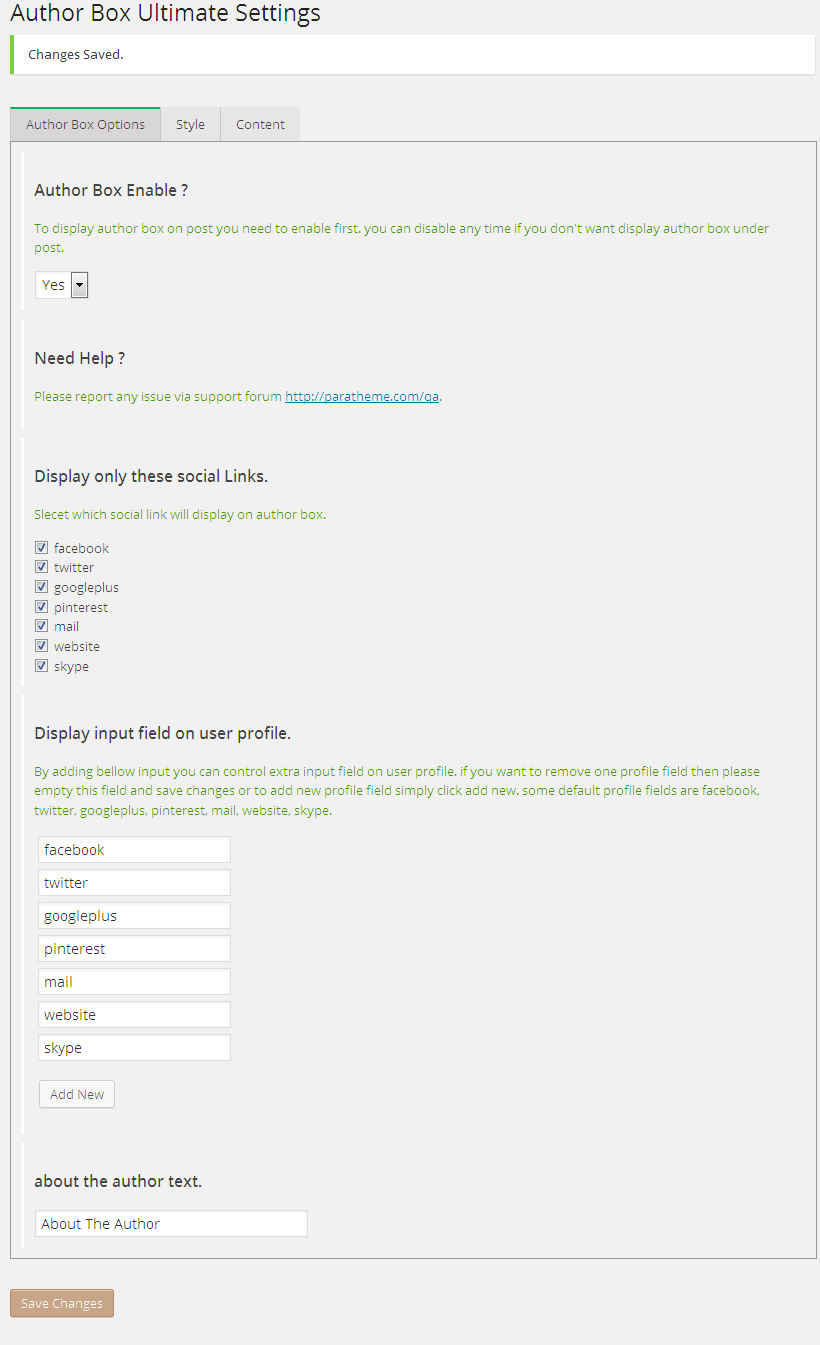 Author Box Ultimate Settings
Changes Saved.
Author Box Options Style Content
Author Box Enable ?
To display author box on post you need to enable first. you can disable any time if you don't want display author box under
post.
Yes
Need Help ?
Please report any issue via support forum http://paratheme.com/qa.
Display only these social Links.
Slecet which social link will display on author box.
facebook
twitter
googleplus
pinterest
mail
website
skype
Display input field on user profile.
By adding bellow input you can control extra input field on user profile. if you want to remove one profile field then please
empty this field and save changes or to add new profile field simply click add new. some default profile fields are facebook,
twitter, googleplus, pinterest, mail, website, skype.
facebook
twitter
googleplus
pinterest
mail
website
skype
Add New
about the author text.
About The Author
Save Changes